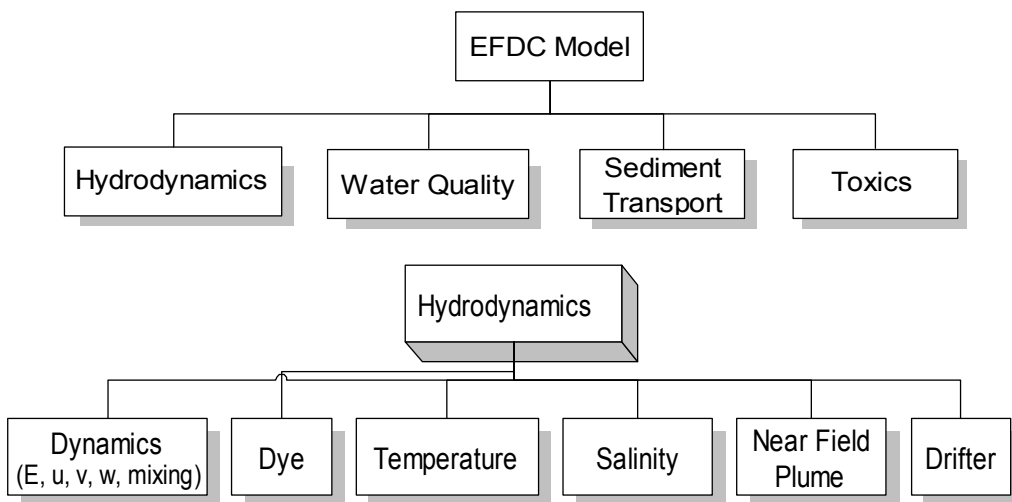 EFDC Model
Hydrodynamics
Water Quality
Sediment
Transport
Toxics
Hydrodynamics
Dynamics
(E, u, v, w, mixing)
Dye
Temperature
Salinity
Near Field
Plume
Drifter